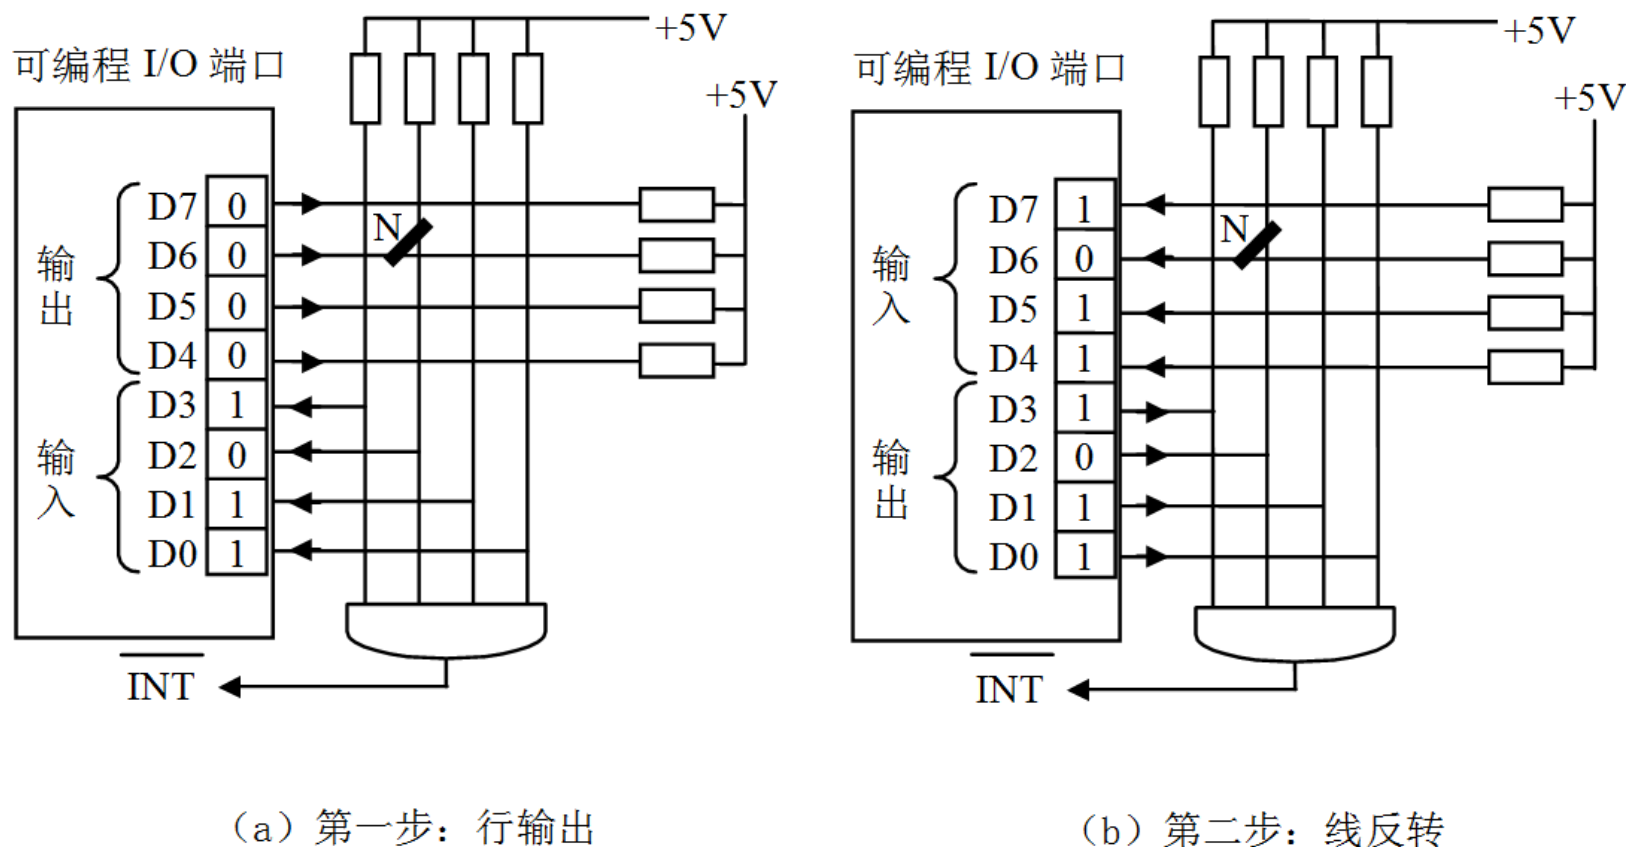 +5V
可编程 I/O 端口
+5V
输出
D7 0
D6 0
D5 0
D4 0
输入
D3 1
D2 0
D1 1
D0 1
N
INT
(a) 第一步: 行输出
+5V
可编程 I/O 端口
+5V
输入
D7 1
D6 0
D5 1
D4 1
输出
D3 1
D2 0
D1 1
D0 1
N
INT
(b) 第二步: 线反转